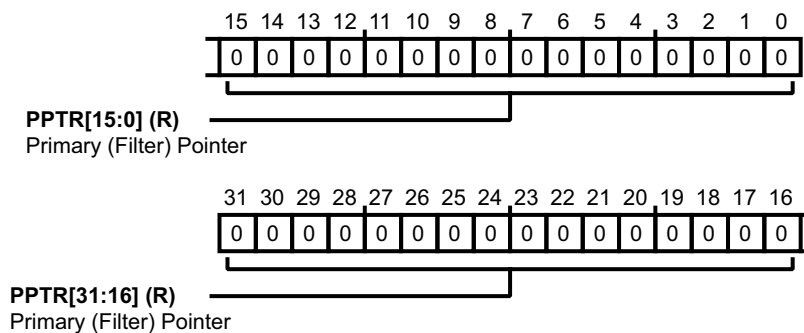 15 14 13 12 11 10 9 8 7 6 5 4 3 2 1 0
0 0 0 0 0 0 0 0 0 0 0 0 0 0 0 0
PPTR[15:0] (R)
Primary (Filter) Pointer
31 30 29 28 27 26 25 24 23 22 21 20 19 18 17 16
0 0 0 0 0 0 0 0 0 0 0 0 0 0 0 0
PPTR[31:16] (R)
Primary (Filter) Pointer